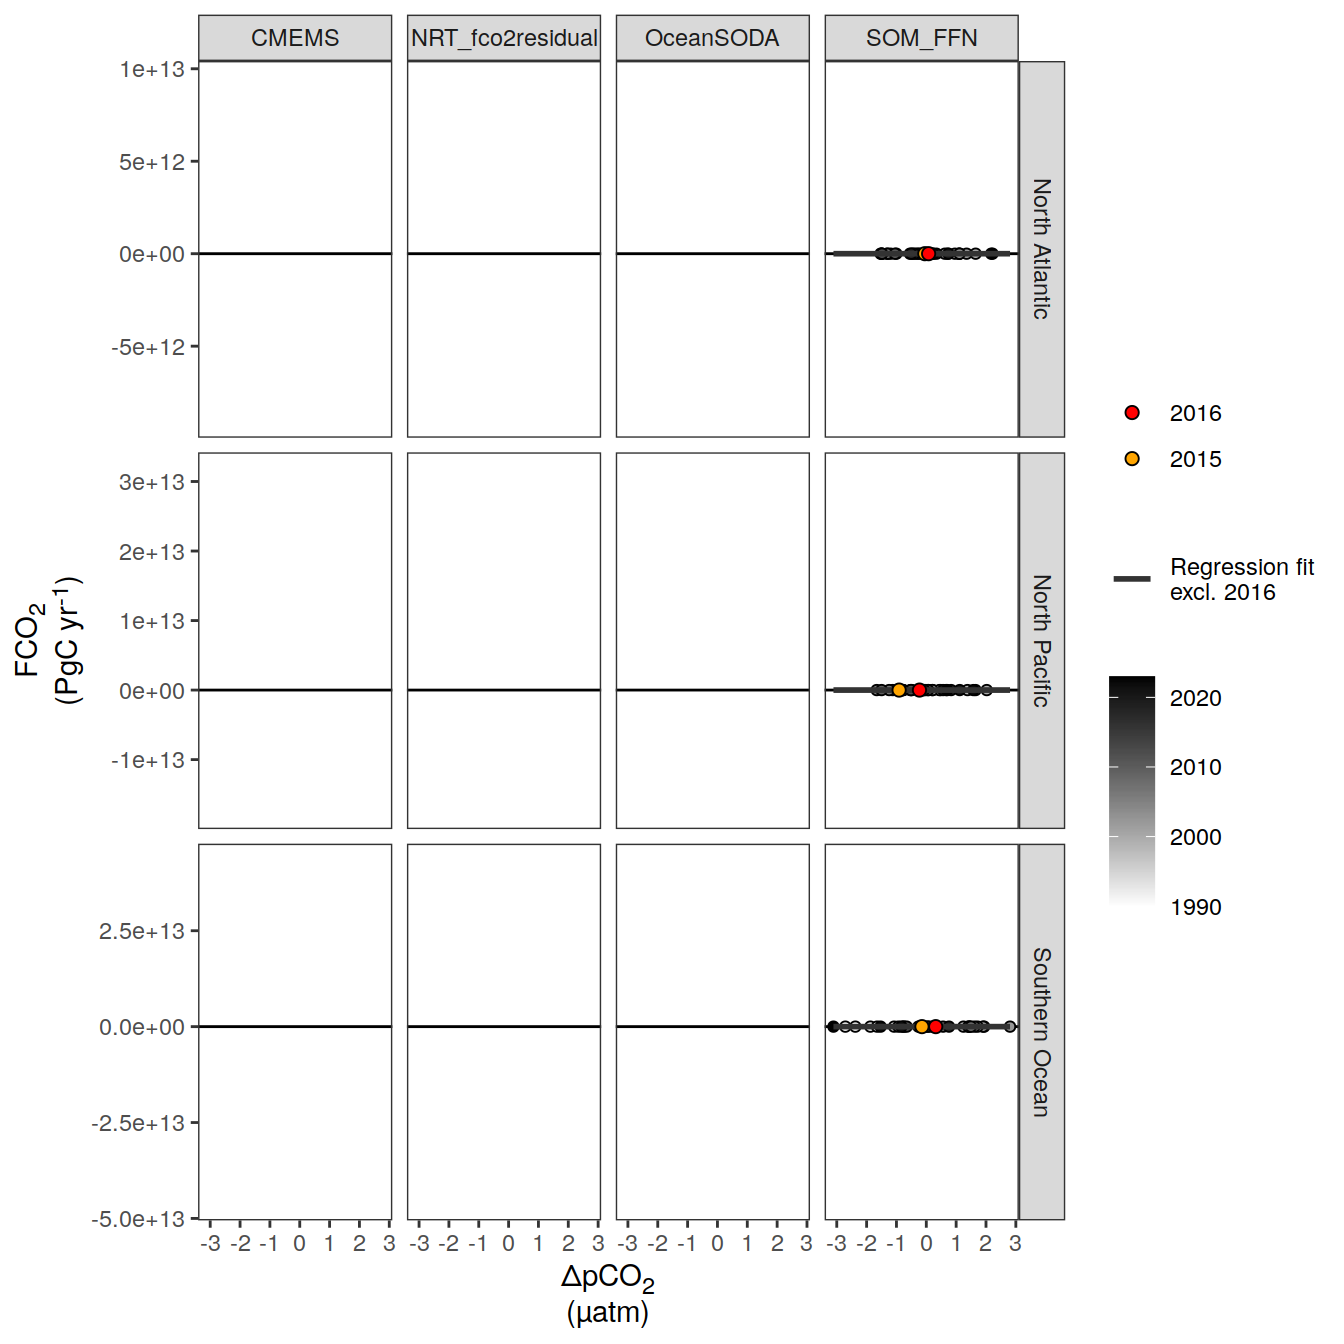 CMEMS NRT_fco2residual OceanSODA SOM_FFN
1e+13
5e+12
0e+00
-5e+12
North Atlantic
3e+13
2e+13
1e+13
0e+00
-1e+13
North Pacific
2.5e+13
0.0e+00
-2.5e+13
-5.0e+13
Southern Ocean
-3 -2 -1 0 1 2 3 -3 -2 -1 0 1 2 3 -3 -2 -1 0 1 2 3 -3 -2 -1 0 1 2 3
ΔpCO₂
(µatm)
FCO₂
(PgC yr⁻¹)
2016
2015
Regression fit
excl. 2016
2020
2010
2000
1990